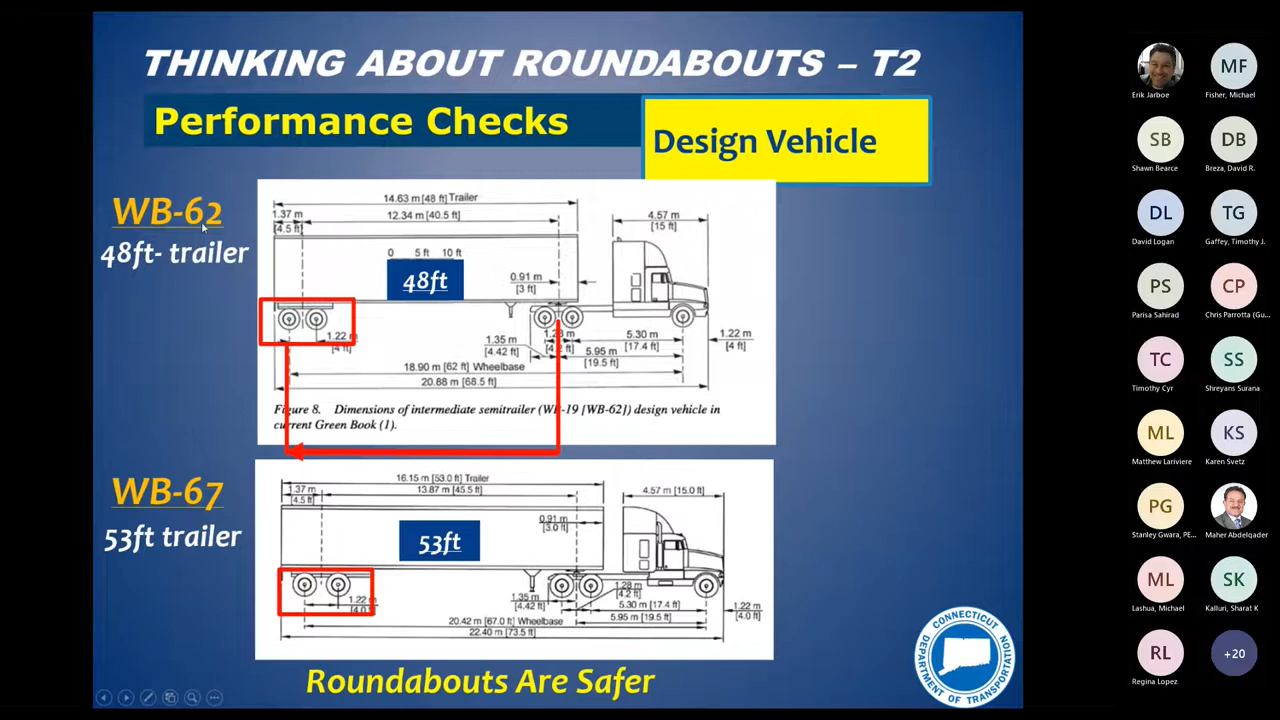 THINKING ABOUT ROUNDABOUTS – T2
Performance Checks
Design Vehicle
WB-62
48ft- trailer
14.63 m [48 ft] Trailer
1.37 m
[4.5 ft]
12.34 m [40.5 ft]
4.57 m
[15 ft]
0 5 ft 10 ft
48ft
0.91 m
[3 ft]
1.22 m
[4 ft]
1.35 m
[4.42 ft]
5.30 m
[17.4 ft]
5.95 m
[19.5 ft]
1.22 m
[4 ft]
18.90 m [62 ft] Wheelbase
20.88 m [68.5 ft]
Figure 8. Dimensions of intermediate semitrailer (WB-19 [WB-62]) design vehicle in
current Green Book (1).
WB-67
53ft trailer
16.15 m [53.0 ft] Trailer
1.37 m
[4.5 ft]
13.87 m [45.5 ft]
4.57 m [15.0 ft]
0.91 m
[3.0 ft]
53ft
1.22 m
[4.0
1.35 m
[4.42 ft]
1.28 m
[4.2 ft]
5.30 m [17.4 ft]
5.95 m [19.5 ft]
1.22 m
[4.0 ft]
20.42 m [67.0 ft] Wheelbase
22.40 m [73.5 ft]
Roundabouts Are Safer
CONNECTICUT
DEPARTMENT OF TRANSPORTATION
Erik Jarboe
MF
Fisher, Michael
SB
Shawn Bearce
DB
Breza, David R.
DL
David Logan
TG
Gaffey, Timothy J.
PS
Parisa Sahirad
CP
Chris Parrotta (Gu...
TC
Timothy Cyr
SS
Shreyans Surana
ML
Matthew Lariviere
KS
Karen Svetz
PG
Stanley Gwara, PE...
Maher Abdelqader
ML
Lashua, Michael
SK
Kalluri, Sharat K
RL
Regina Lopez
+20